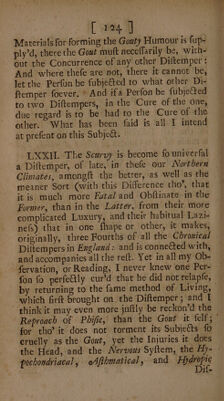 [ 124 ]
Materials for forming the Gouty Humour is sup-
ply'd, there the Gout must necessarily be, with-
out the Concurrence of any other Distemper:
And where these are not, there it cannot be,
let the Person be subjected to what other Di-
stemper soever. And if a Person be subjected
to two Distempers, in the Cure of the one,
due regard is to be had to the Cure of the
other. What has been said is all I intend
at present on this Subject.
LXXII. The Scurvy is become so universal
a Distemper, of late, in these our Northern
Climates, amongst the better, as well as the
meaner Sort (with this Difference tho', that
it is much more Fatal and Obstinate in the
Former, than in the Latter, from their more
complicated Luxury, and their habitual Lazi-
ness) that in one shape or other, it makes,
originally, three Fourths of all the Chronical
Distempers in England: and is connected with,
and accompanies all the rest. Yet in all my Ob-
servation, or Reading, I never knew one Per-
son so perfectly cur'd that he did not relapse,
by returning to the same method of Living,
which first brought on the Distemper; and I
think it may even more justly be reckon'd the
Reproach of Phisic, than the Gout it self;
for tho' it does not torment its Subjects so
cruelly as the Gout, yet the Injuries it does
the Head, and the Nervous System, the Hy-
pochondriacal, Asthmatical, and Hydropic
Dis-